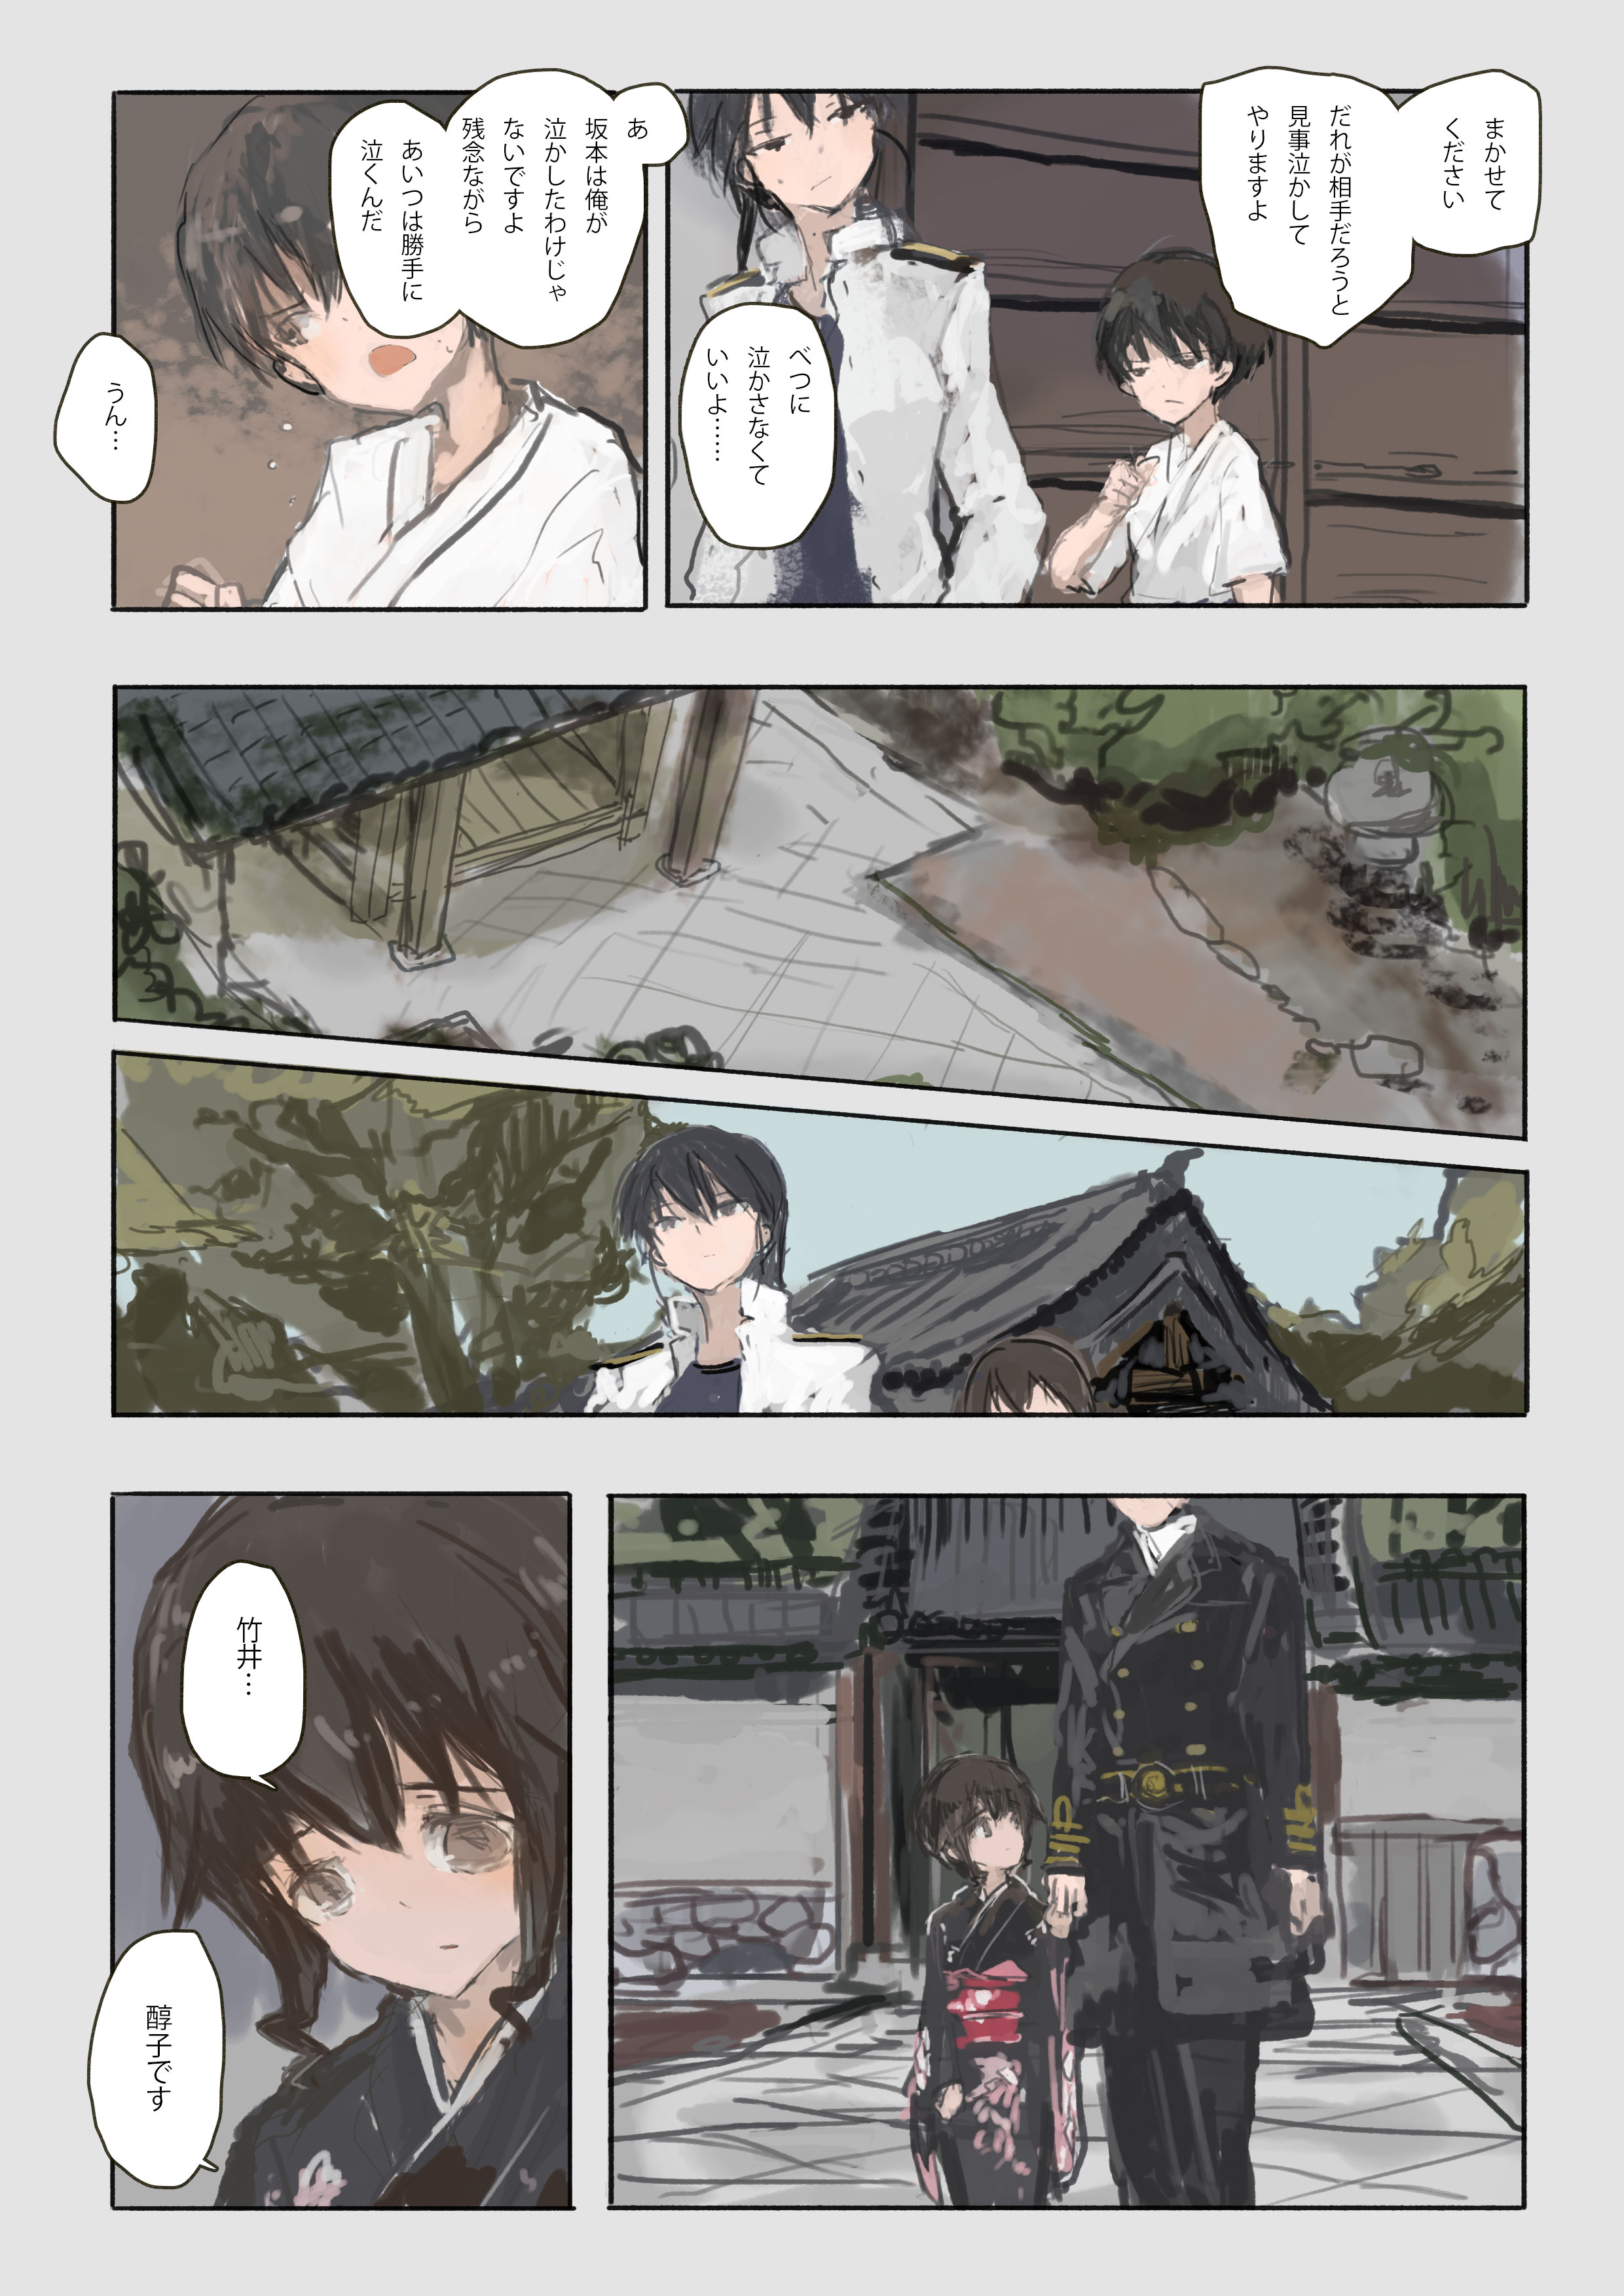 まかせて
ください
だれが相手だろうと
見事泣かして
やりますよ
べつに
泣かさなくて
いいよ……
あ
坂本は俺が
泣かしたわけじゃ
ないですよ
残念ながら
あいつは勝手に
泣くんだ
うん…
竹井…
醇子です